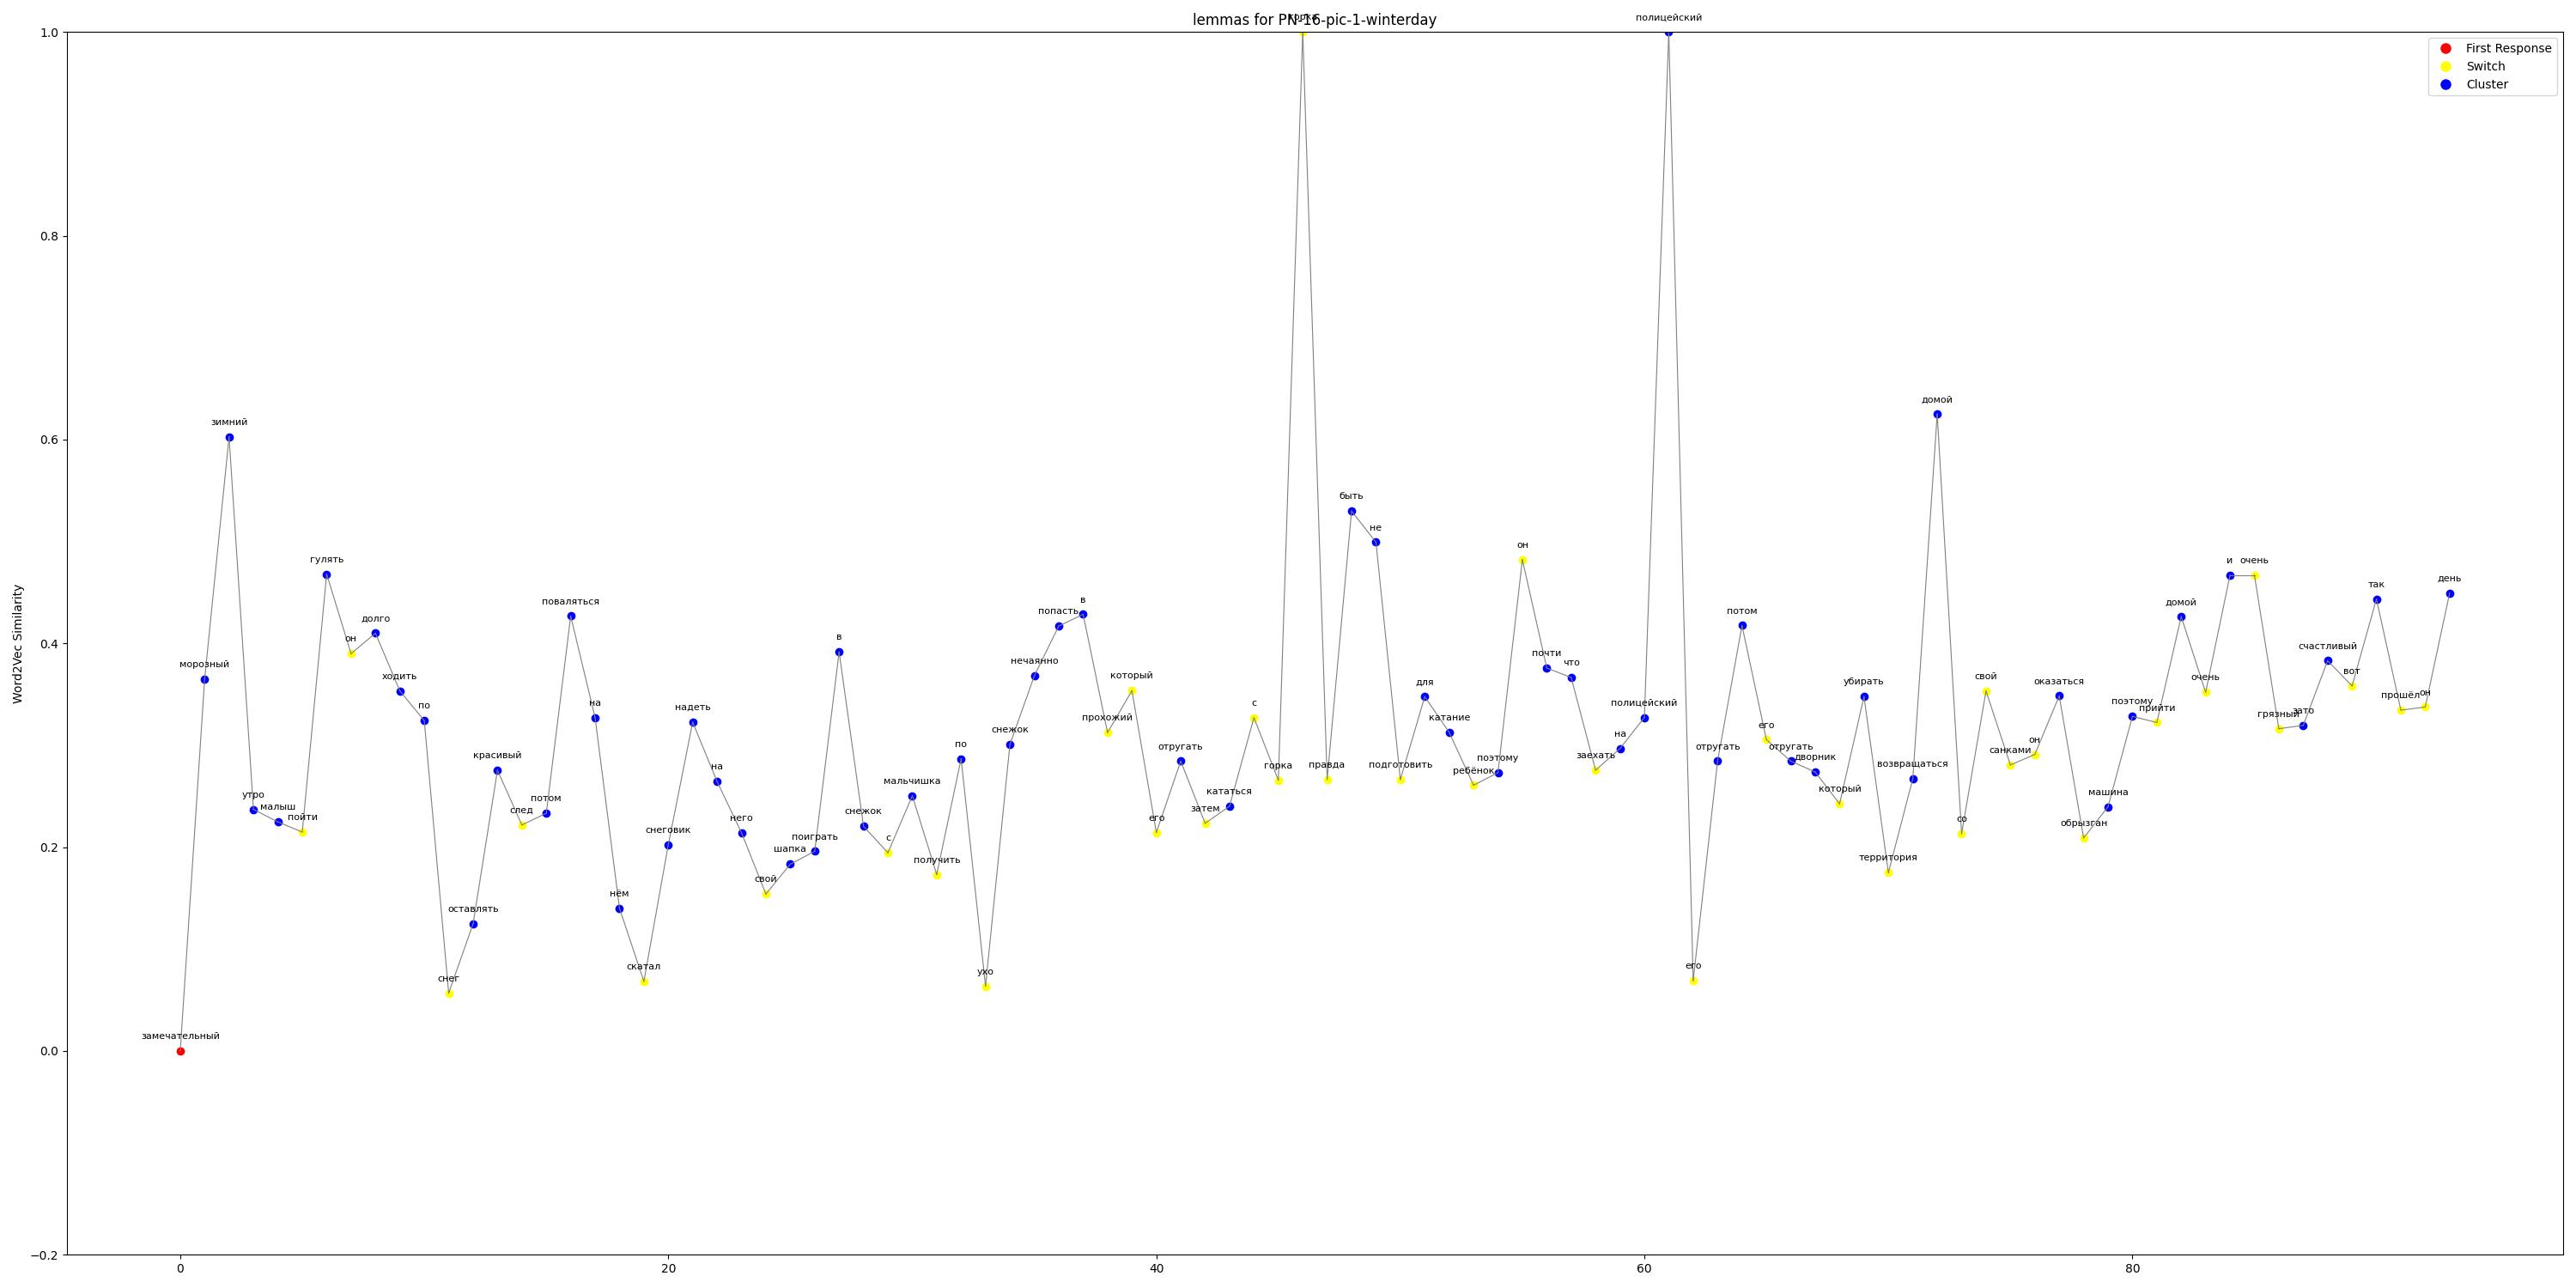 lemmas for PN-16-pic-1-winterday
горка
полицейский
First Response
Switch
Cluster
Word2Vec Similarity
1.0
0.8
0.6
0.4
0.2
0.0
−0.2
0
20
40
60
80
замечательный
морозный
зимний
утро
малыш
пойти
гулять
он
долго
ходить
по
снег
оставлять
красивый
след
потом
поваляться
на
нём
скатал
снеговик
надеть
на
него
свой
шапка
поиграть
в
снежок
с
мальчишка
получить
по
ухо
снежок
нечаянно
попасть
в
прохожий
который
его
отругать
затем
кататься
с
горка
правда
быть
не
подготовить
для
катание
ребёнок
поэтому
он
почти
что
заехать
на
полицейский
его
отругать
потом
его
отругать
дворник
который
убирать
территория
возвращаться
домой
со
свой
санками
он
оказаться
обрызган
машина
поэтому
прийти
домой
очень
и
очень
грязный
зато
счастливый
вот
так
прошёл
он
день